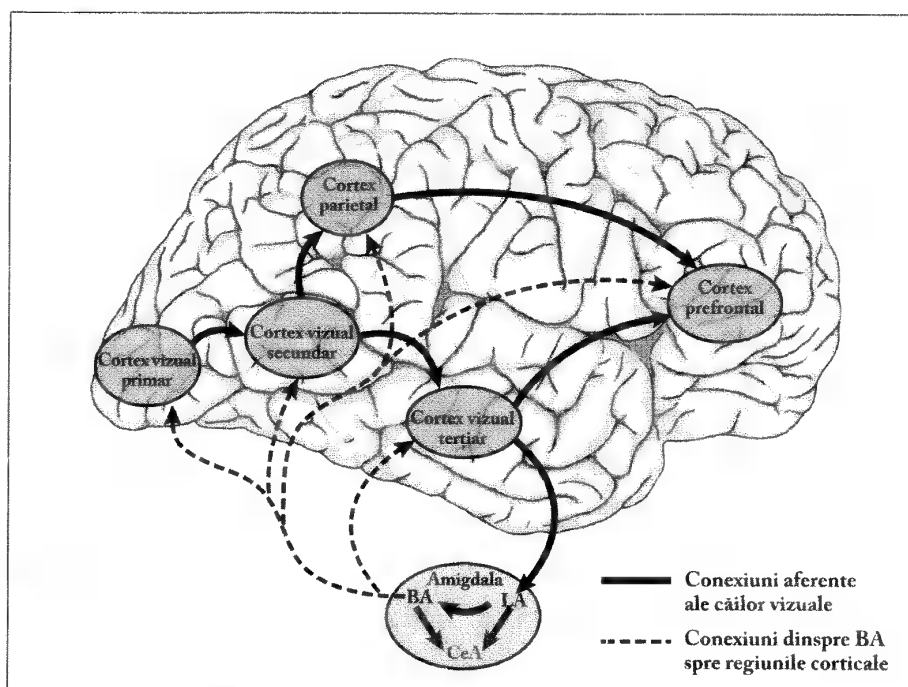 Cortex
parietal
Cortex
prefrontal
Cortex vizual
secundar
Cortex vizual
primar
Cortex vizual
terțiar
Amigdala
BA
LA
CeA
Conexiuni aferente
ale căilor vizuale
Conexiuni dinspre BA
spre regiunile corticale